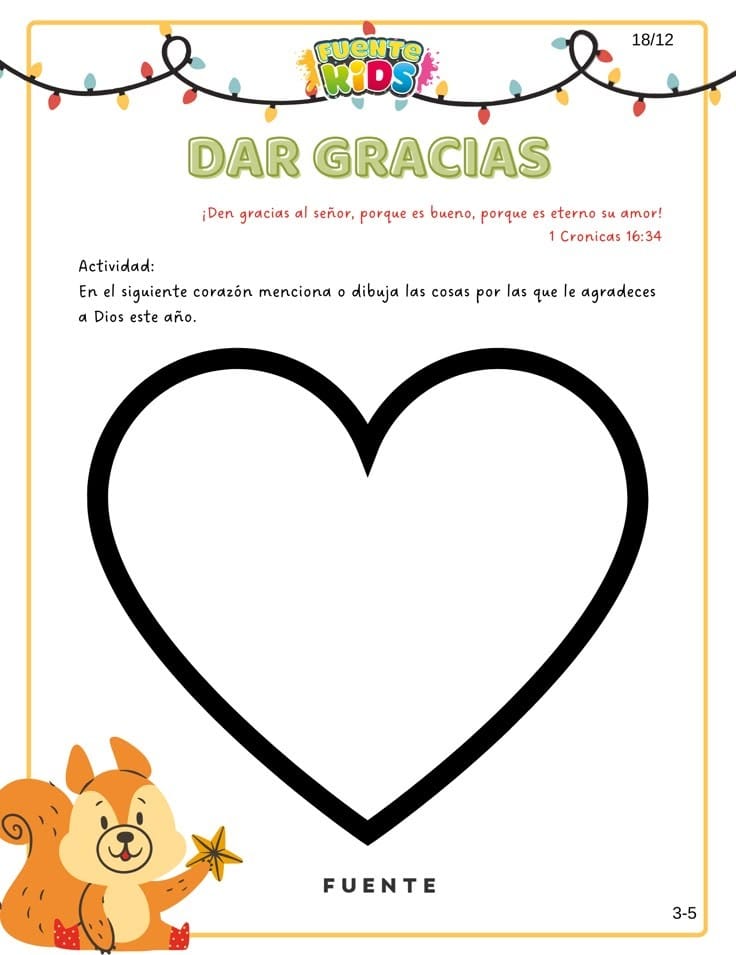 18/12
FUENTE
KiDS
DAR GRACIAS
¡Den gracias al señor, porque es bueno, porque es eterno su amor!
1 Cronicas 16:34
Actividad:
En el siguiente corazón menciona o dibuja las cosas por las que le agradeces
a Dios este año.
FUENTE
3-5